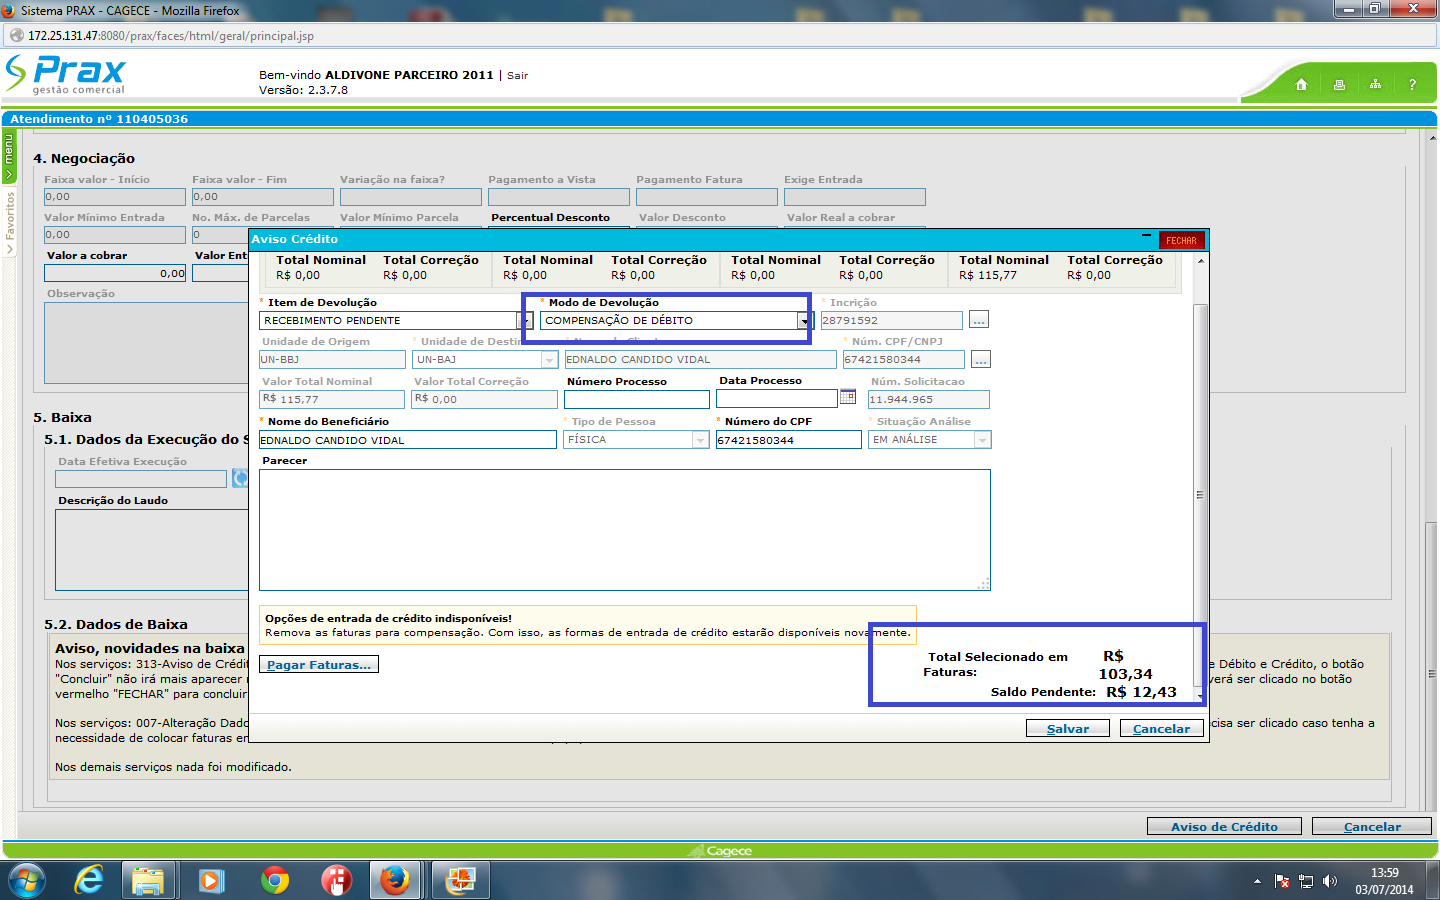 Sistema PRAX - CAGECE - Mozilla Firefox
172.25.131.47:8080/prax/faces/html/geral/principal.jsp
Prax
gestão comercial
Bem-vindo ALDIVONE PARCEIRO 2011 | Sair
Versão: 2.3.7.8
?
Atendimento nº 110405036
menu
Favoritos
4. Negociação
Faixa valor - Início Faixa valor - Fim Variação na faixa? Pagamento a Vista Pagamento Fatura Exige Entrada
0,00 0,00
Valor Mínimo Entrada No. Máx. de Parcelas Valor Mínimo Parcela Percentual Desconto Valor Desconto Valor Real a cobrar
0,00 0
Valor a cobrar Valor Ent
0,00
Observação
Aviso Crédito FECHAR
Total Nominal Total Correção Total Nominal Total Correção Total Nominal Total Correção Total Nominal Total Correção
R$ 0,00 R$ 0,00 R$ 0,00 R$ 0,00 R$ 0,00 R$ 0,00 R$ 115,77 R$ 0,00
* Item de Devolução * Modo de Devolução * Incrição
RECEBIMENTO PENDENTE COMPENSAÇÃO DE DÉBITO 28791592 ...
Unidade de Origem * Unidade de Destin * Núm. CPF/CNPJ
UN-BBJ UN-BAJ EDNALDO CANDIDO VIDAL 67421580344 ...
Valor Total Nominal Valor Total Correção Número Processo Data Processo Núm. Solicitacao
R$ 115,77 R$ 0,00 11.944.965
* Nome do Beneficiário * Tipo de Pessoa * Número do CPF * Situação Análise
EDNALDO CANDIDO VIDAL FÍSICA 67421580344 EM ANÁLISE
Parecer
Opções de entrada de crédito indisponíveis!
Remova as faturas para compensação. Com isso, as formas de entrada de crédito estarão disponíveis novamente.
Pagar Faturas...
Total Selecionado em Faturas: R$ 103,34
Saldo Pendente: R$ 12,43
Salvar Cancelar
5. Baixa
5.1. Dados da Execução do S
Data Efetiva Execução
Descrição do Laudo
5.2. Dados de Baixa
Aviso, novidades na baixa
Nos serviços: 313-Aviso de Crédit e Débito e Crédito, o botão
"Concluir" não irá mais aparecer verá ser clicado no botão
vermelho "FECHAR" para concluir
Nos serviços: 007-Alteração Dado cisa ser clicado caso tenha a
necessidade de colocar faturas en
Nos demais serviços nada foi modificado.
Aviso de Crédito Cancelar
Cagece
13:59
03/07/2014